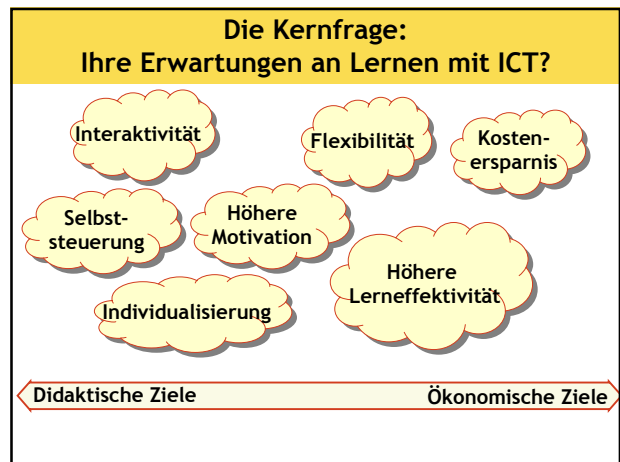 Die Kernfrage:
Ihre Erwartungen an Lernen mit ICT?
Interaktivität
Flexibilität
Kosten-
ersparnis
Selbst-
steuerung
Höhere
Motivation
Höhere
Lerneffektivität
Individualisierung
Didaktische Ziele
Ökonomische Ziele